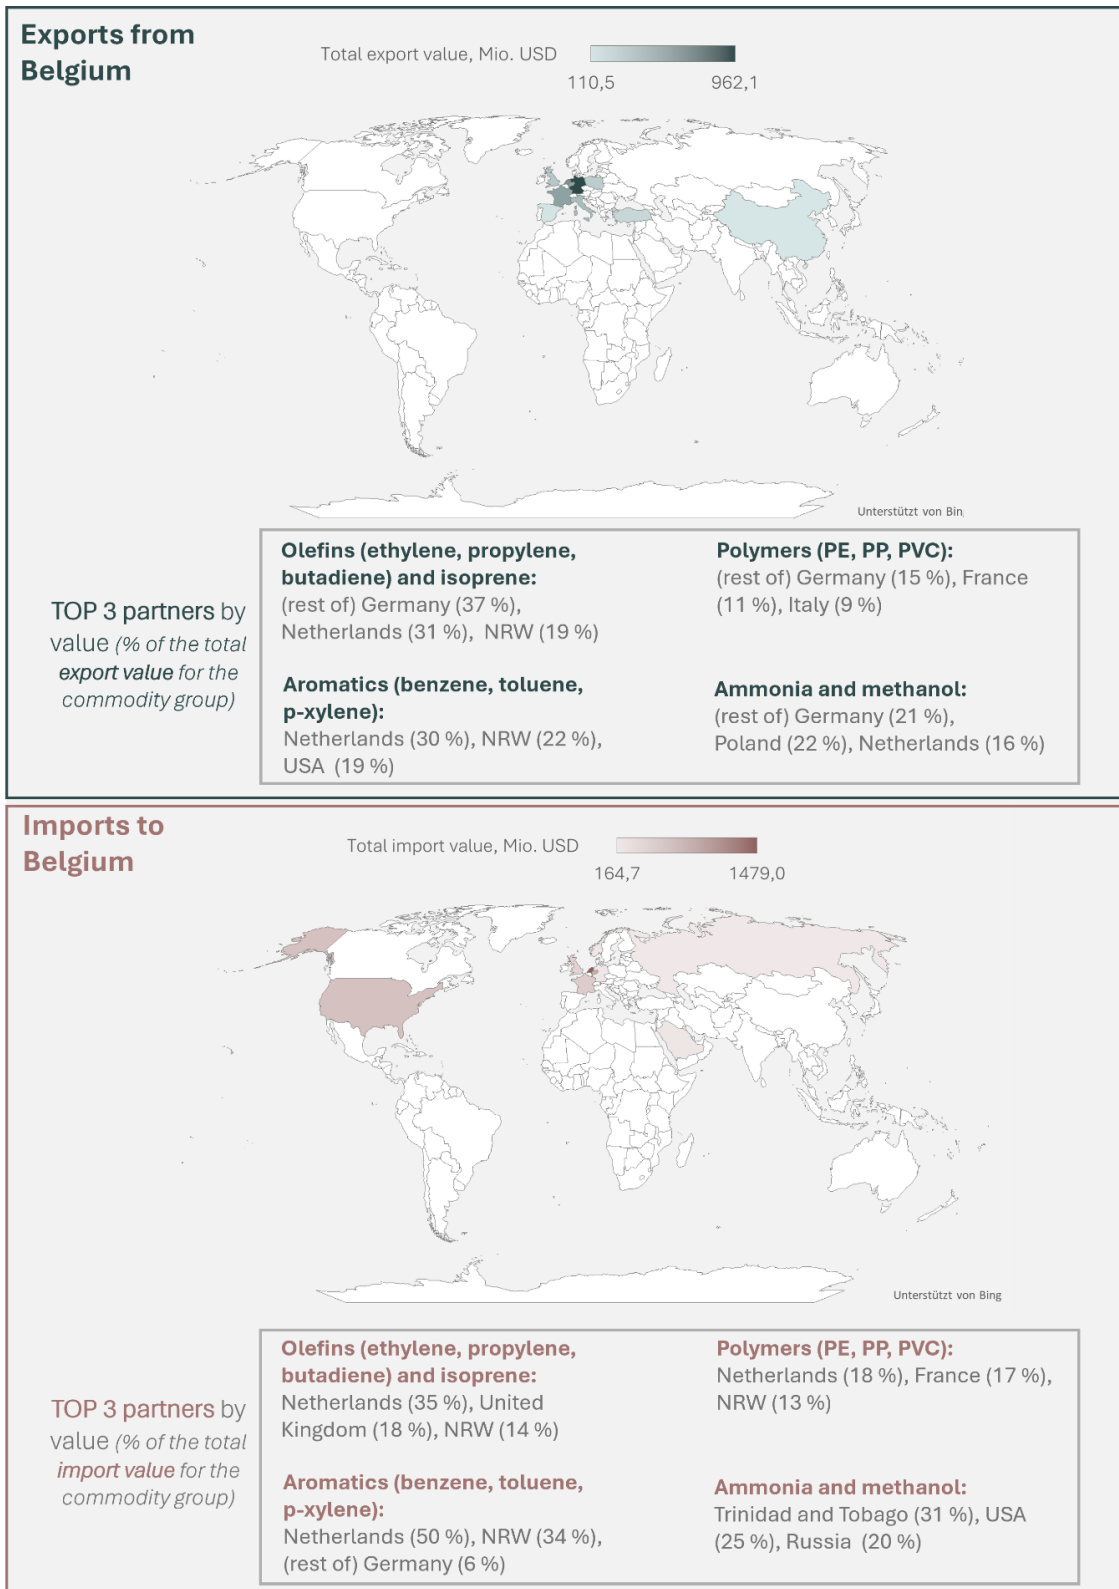 Exports from
Belgium
Total export value, Mio. USD
110,5
962,1
Unterstützt von Bin
TOP 3 partners by
value (% of the total
export value for the
commodity group)
Olefins (ethylene, propylene,
butadiene) and isoprene:
(rest of) Germany (37 %),
Netherlands (31 %), NRW (19 %)
Aromatics (benzene, toluene,
p-xylene):
Netherlands (30 %), NRW (22 %),
USA (19 %)
Polymers (PE, PP, PVC):
(rest of) Germany (15 %), France
(11 %), Italy (9 %)
Ammonia and methanol:
(rest of) Germany (21 %),
Poland (22 %), Netherlands (16 %)
Imports to
Belgium
Total import value, Mio. USD
164,7
1479,0
Unterstützt von Bing
TOP 3 partners by
value (% of the total
import value for the
commodity group)
Olefins (ethylene, propylene,
butadiene) and isoprene:
Netherlands (35 %), United
Kingdom (18 %), NRW (14 %)
Aromatics (benzene, toluene,
p-xylene):
Netherlands (50 %), NRW (34 %),
(rest of) Germany (6 %)
Polymers (PE, PP, PVC):
Netherlands (18 %), France (17 %),
NRW (13 %)
Ammonia and methanol:
Trinidad and Tobago (31 %), USA
(25 %), Russia (20 %)